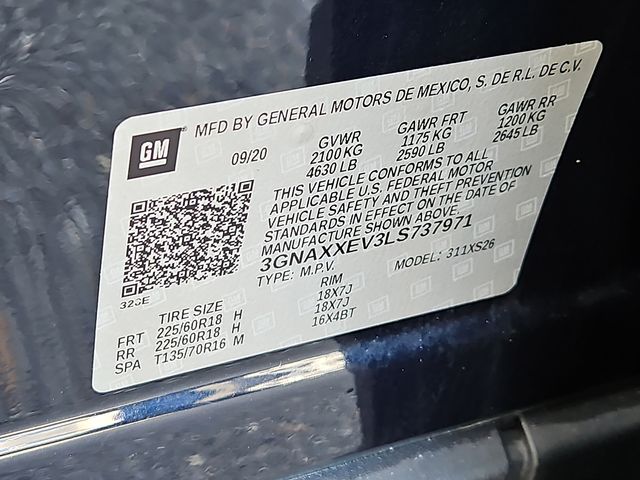 GM
MFD BY GENERAL MOTORS DE MEXICO, S. DE R.L. DE C.V.
09/20
GVWR
2100 KG
4630 LB
GAWR FRT
1175 KG
2590 LB
GAWR RR
1200 KG
2645 LB
THIS VEHICLE CONFORMS TO ALL
APPLICABLE U.S. FEDERAL MOTOR
VEHICLE SAFETY AND THEFT PREVENTION
STANDARDS IN EFFECT ON THE DATE OF
MANUFACTURE SHOWN ABOVE.
3GNAXXEV3LS737971
TYPE: M.P.V.
MODEL: 311XS26
TIRE SIZE
RIM
FRT 225/60R18 H 18X7J
RR 225/60R18 H 18X7J
SPA T135/70R16 M 16X4BT